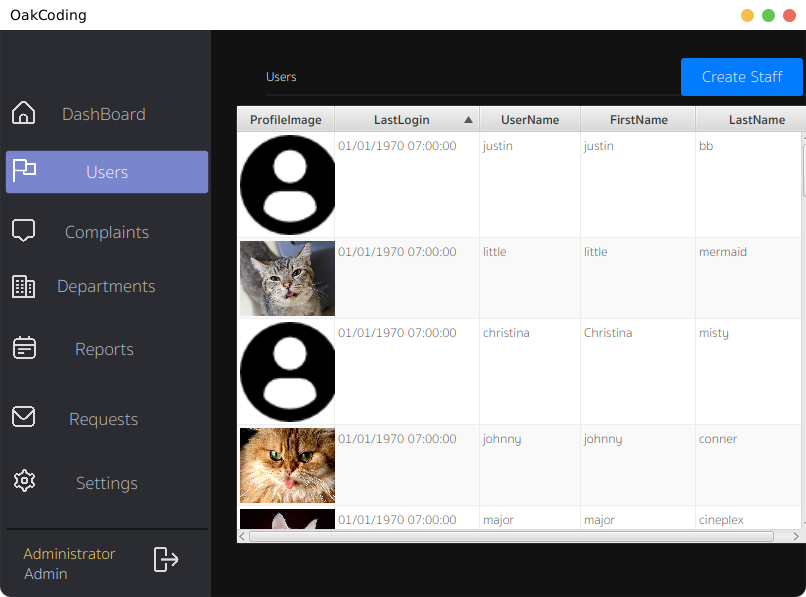 OakCoding
DashBoard
Users
Complaints
Departments
Reports
Requests
Settings
Administrator
Admin
Users
Create Staff
ProfileImage LastLogin UserName FirstName LastName
01/01/1970 07:00:00 justin justin bb
01/01/1970 07:00:00 little little mermaid
01/01/1970 07:00:00 christina Christina misty
01/01/1970 07:00:00 johnny johnny conner
01/01/1970 07:00:00 major major cineplex